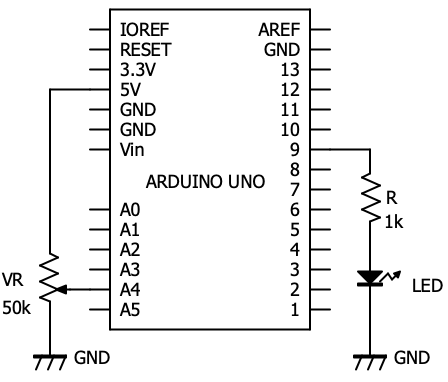 IOREF AREF
RESET GND
3.3V 13
5V 12
GND 11
GND 10
Vin 9
8
ARDUINO UNO
7
R
A0 6
1k
A1 5
A2 4
A3 3
VR
LED
A4 2
50k
A5 1
GND GND